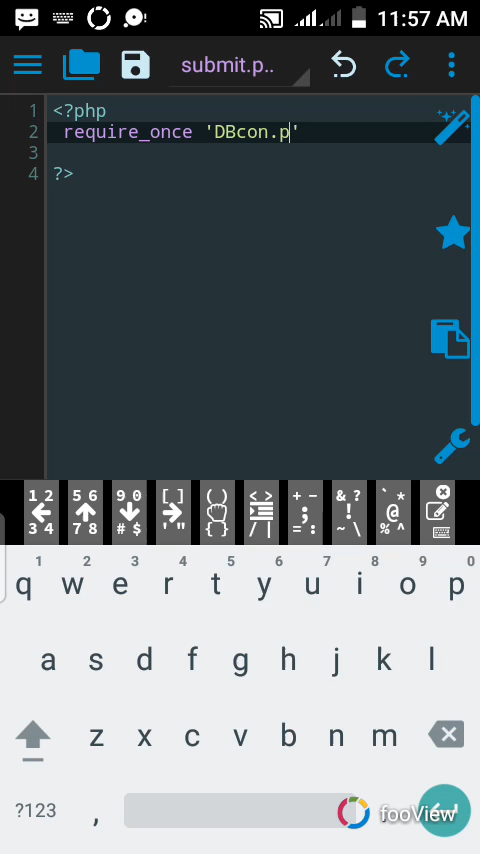 11:57 AM
submit.p..
1 <?php
2 require_once 'DBcon.p'
3
4 ?>
1 2 5 6 9 0 [ ] ( ) < > + - & ? ` *
; ! @
3 4 7 8 # $ ' " { } / | = : ~ \ % ^
1 2 3 4 5 6 7 8 9 0
q w e r t y u i o p
a s d f g h j k l
z x c v b n m
?123 , fooView